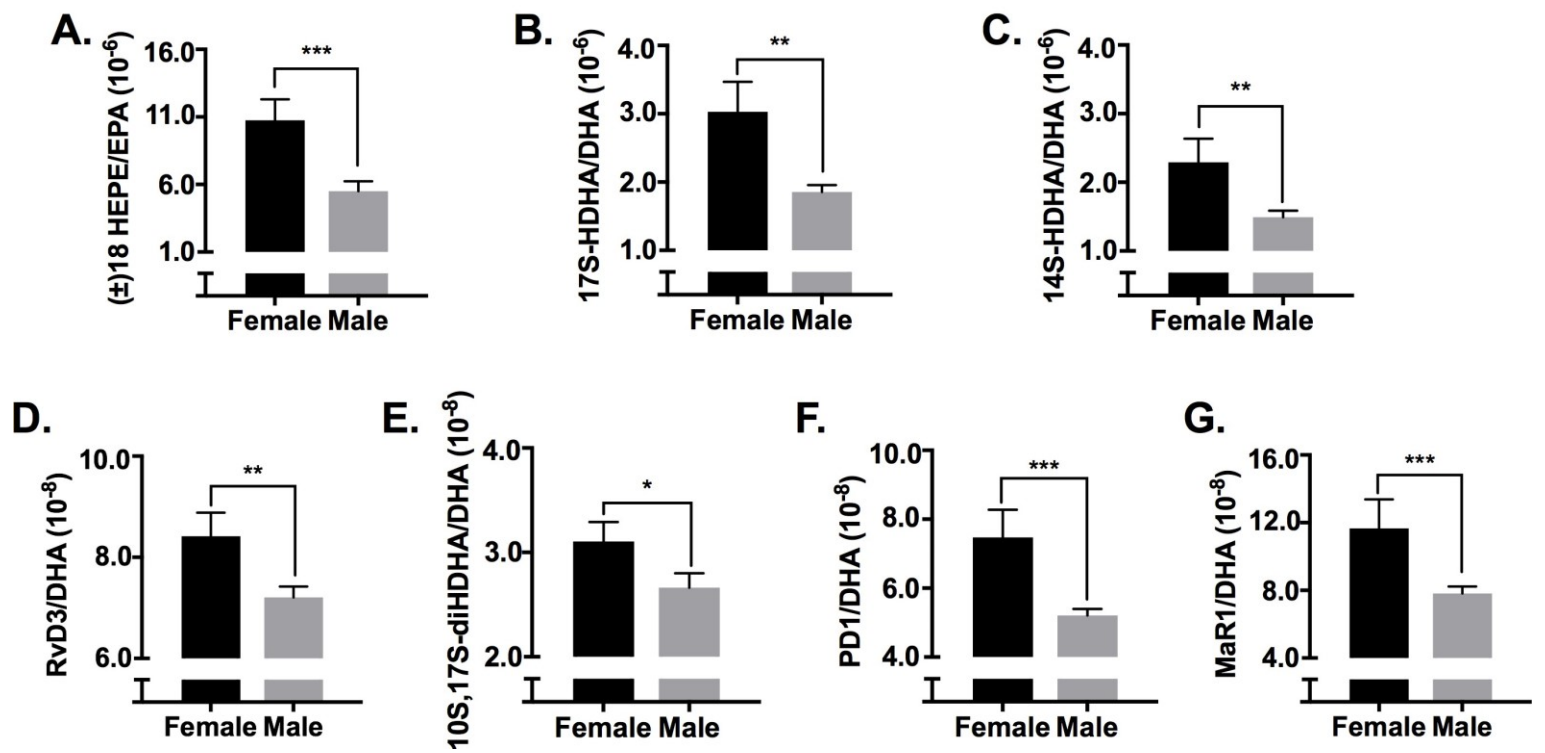 A.
(±)18 HEPE/EPA (10-6)
16.0
11.0
6.0
1.0
***
Female Male
B.
17S-HDHA/DHA (10-6)
4.0
3.0
2.0
1.0
**
Female Male
C.
14S-HDHA/DHA (10-6)
4.0
3.0
2.0
1.0
**
Female Male
D.
RvD3/DHA (10-8)
10.0
8.0
6.0
**
Female Male
E.
10S,17S-diHDHA/DHA (10-8)
4.0
3.0
2.0
*
Female Male
F.
PD1/DHA (10-8)
10.0
8.0
6.0
4.0
***
Female Male
G.
MaR1/DHA (10-8)
16.0
12.0
8.0
4.0
***
Female Male